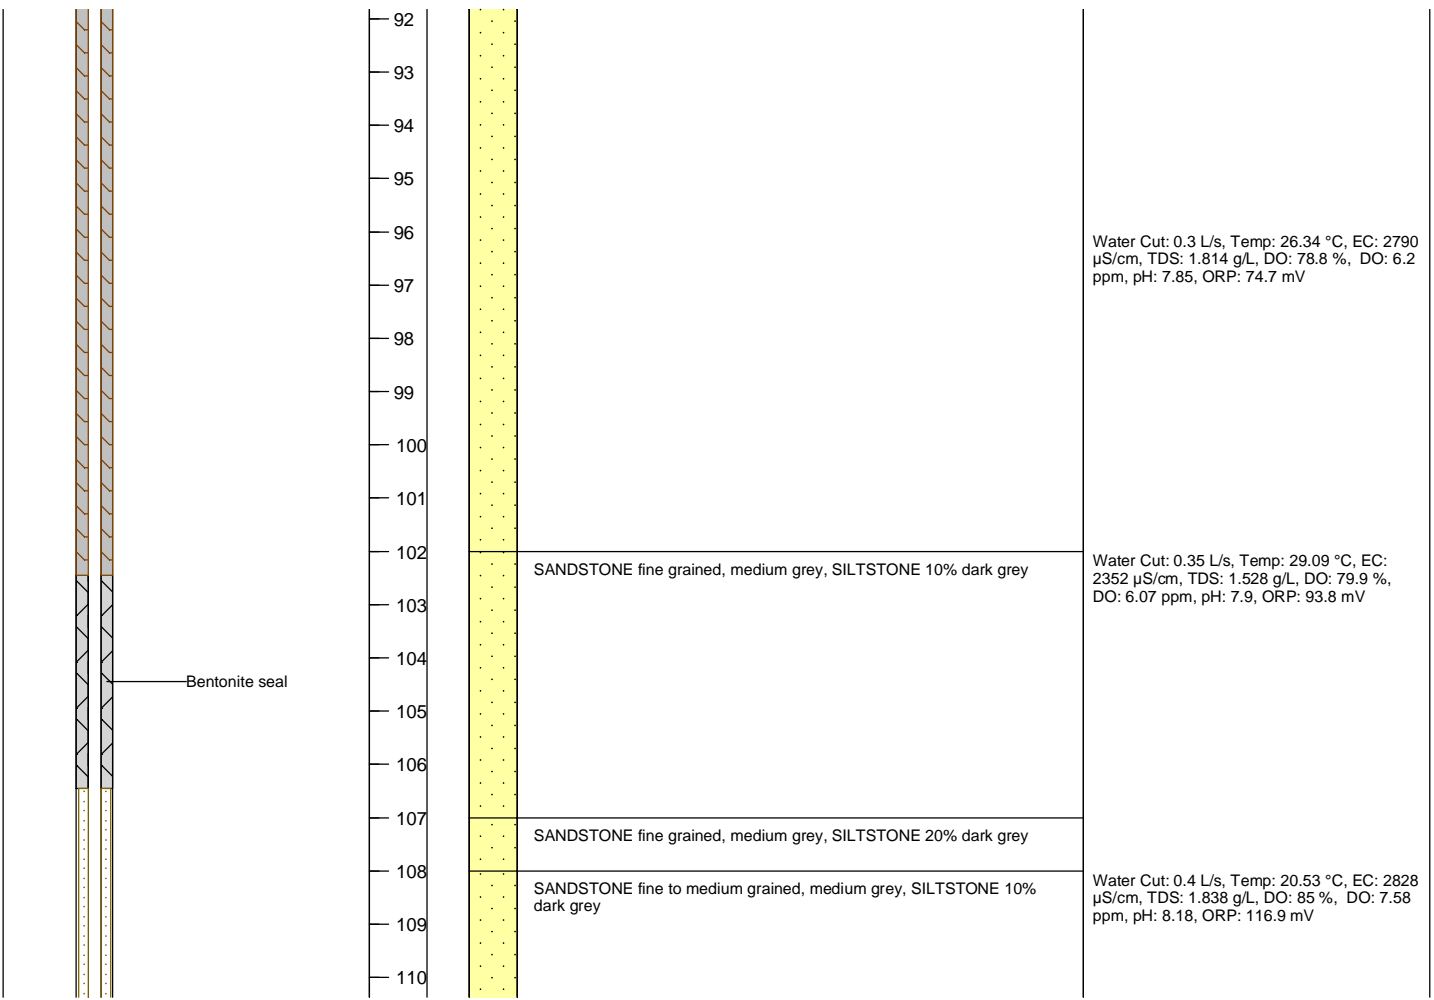 92
93
94
95
96
97
98
99
100
101
102
103
104
105
106
107
108
109
110
Bentonite seal
SANDSTONE fine grained, medium grey, SILTSTONE 10% dark grey
SANDSTONE fine grained, medium grey, SILTSTONE 20% dark grey
SANDSTONE fine to medium grained, medium grey, SILTSTONE 10%
dark grey
Water Cut: 0.3 L/s, Temp: 26.34 °C, EC: 2790
µS/cm, TDS: 1.814 g/L, DO: 78.8 %,  DO: 6.2
ppm, pH: 7.85, ORP: 74.7 mV
Water Cut: 0.35 L/s, Temp: 29.09 °C, EC:
2352 µS/cm, TDS: 1.528 g/L, DO: 79.9 %,
DO: 6.07 ppm, pH: 7.9, ORP: 93.8 mV
Water Cut: 0.4 L/s, Temp: 20.53 °C, EC: 2828
µS/cm, TDS: 1.838 g/L, DO: 85 %,  DO: 7.58
ppm, pH: 8.18, ORP: 116.9 mV